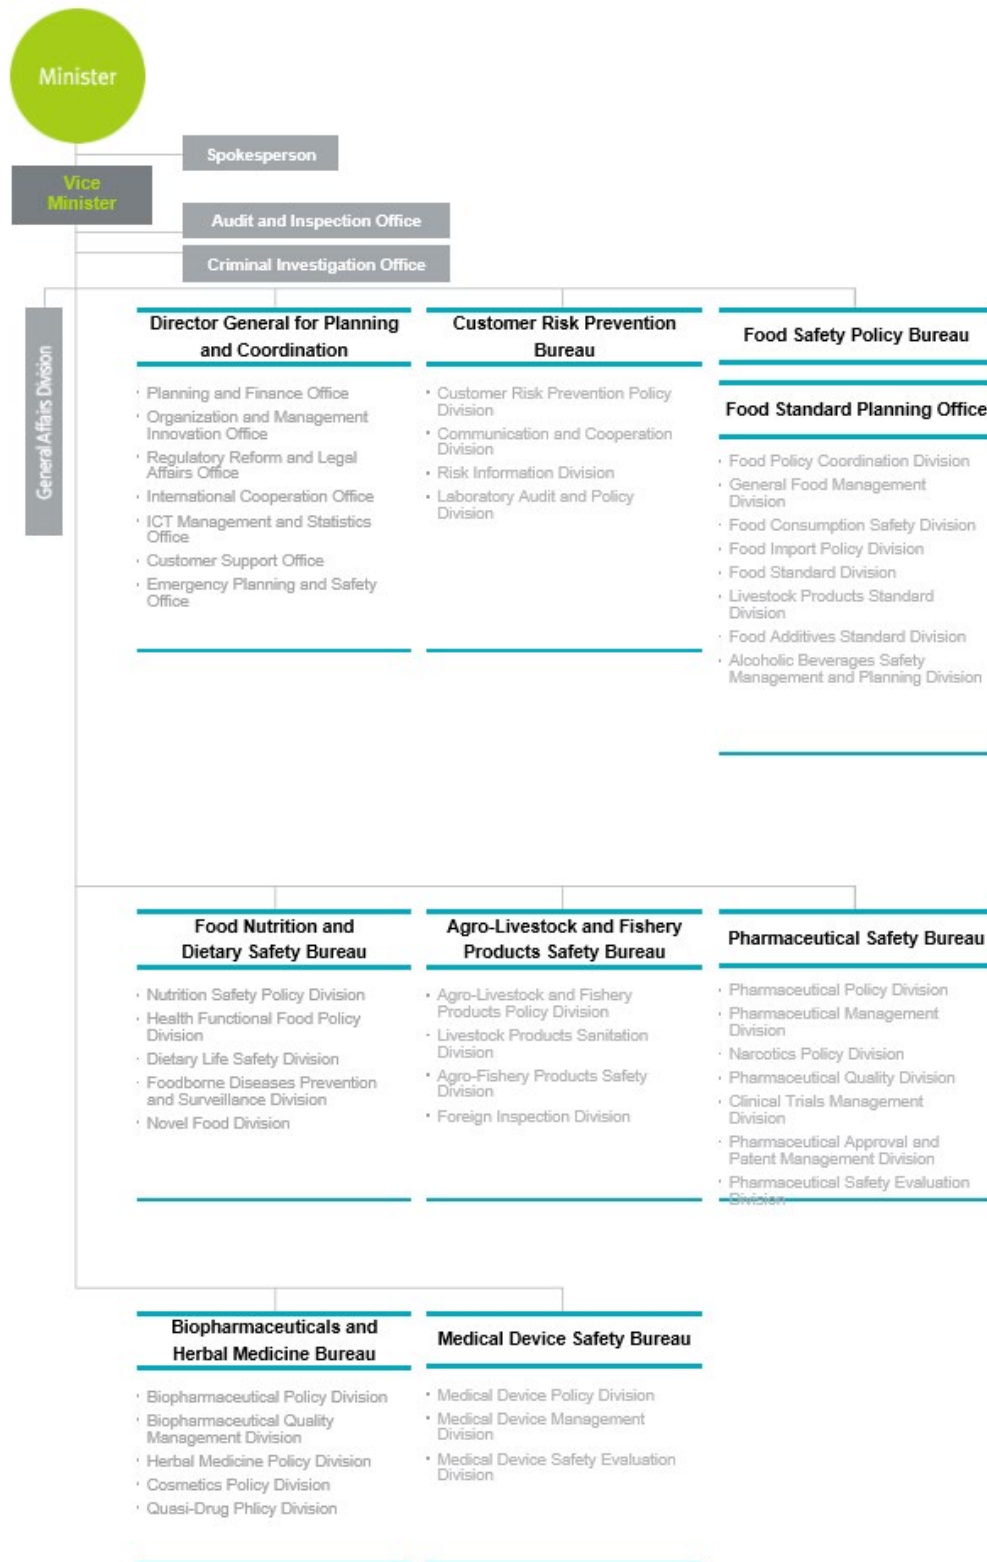 Minister
Spokesperson
Vice
Minister
Audit and Inspection Office
Criminal Investigation Office
General Affairs Division
Director General for Planning
and Coordination
· Planning and Finance Office
· Organization and Management
Innovation Office
· Regulatory Reform and Legal
Affairs Office
· International Cooperation Office
· ICT Management and Statistics
Office
· Customer Support Office
· Emergency Planning and Safety
Office
Customer Risk Prevention
Bureau
· Customer Risk Prevention Policy
Division
· Communication and Cooperation
Division
· Risk Information Division
· Laboratory Audit and Policy
Division
Food Safety Policy Bureau
Food Standard Planning Office
· Food Policy Coordination Division
· General Food Management
Division
· Food Consumption Safety Division
· Food Import Policy Division
· Food Standard Division
· Livestock Products Standard
Division
· Food Additives Standard Division
· Alcoholic Beverages Safety
Management and Planning Division
Food Nutrition and
Dietary Safety Bureau
· Nutrition Safety Policy Division
· Health Functional Food Policy
Division
· Dietary Life Safety Division
· Foodborne Diseases Prevention
and Surveillance Division
· Novel Food Division
Agro-Livestock and Fishery
Products Safety Bureau
· Agro-Livestock and Fishery
Products Policy Division
· Livestock Products Sanitation
Division
· Agro-Fishery Products Safety
Division
· Foreign Inspection Division
Pharmaceutical Safety Bureau
· Pharmaceutical Policy Division
· Pharmaceutical Management
Division
· Narcotics Policy Division
· Pharmaceutical Quality Division
· Clinical Trials Management
Division
· Pharmaceutical Approval and
Patent Management Division
· Pharmaceutical Safety Evaluation
Division
Biopharmaceuticals and
Herbal Medicine Bureau
· Biopharmaceutical Policy Division
· Biopharmaceutical Quality
Management Division
· Herbal Medicine Policy Division
· Cosmetics Policy Division
· Quasi-Drug Phlicy Division
Medical Device Safety Bureau
· Medical Device Policy Division
· Medical Device Management
Division
· Medical Device Safety Evaluation
Division